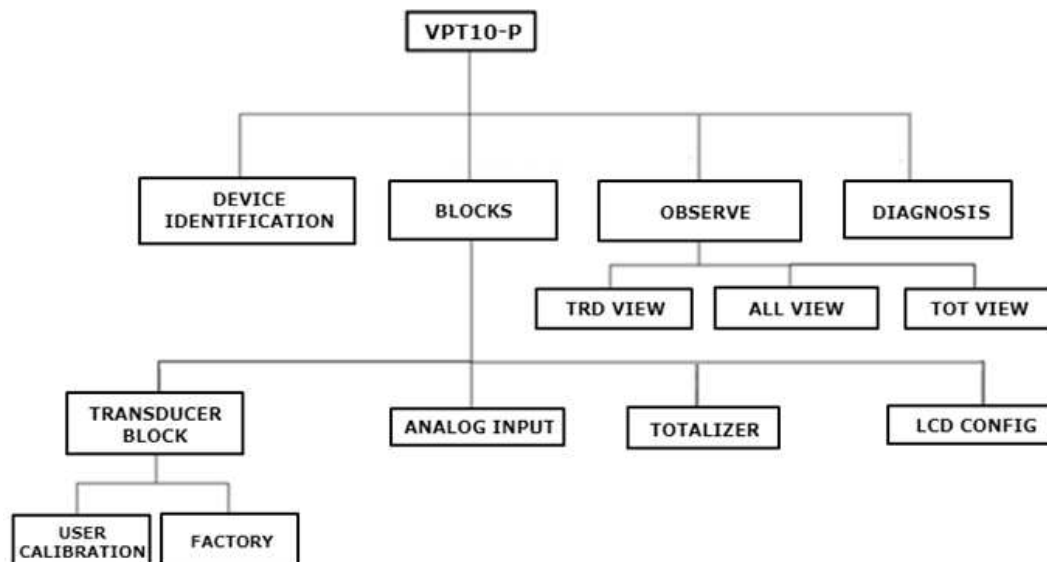 VPT10-P
DEVICE
IDENTIFICATION
BLOCKS
OBSERVE
DIAGNOSIS
TRD VIEW
ALL VIEW
TOT VIEW
TRANSDUCER
BLOCK
ANALOG INPUT
TOTALIZER
LCD CONFIG
USER
CALIBRATION
FACTORY